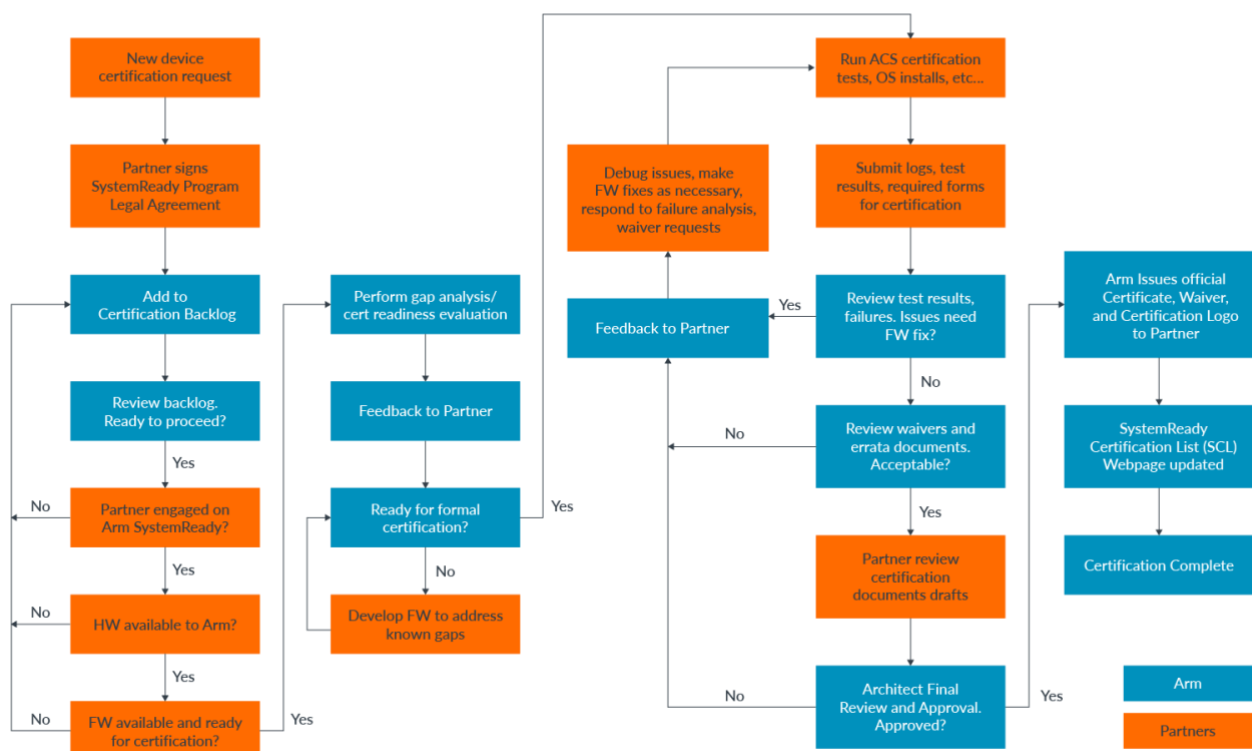 New device
certification request
Partner signs
SystemReady Program
Legal Agreement
Add to
Certification Backlog
Review backlog.
Ready to proceed?
Yes
No
Partner engaged on
Arm SystemReady?
Yes
No
HW available to Arm?
Yes
No
FW available and ready
for certification?
Yes
Perform gap analysis/
cert readiness evaluation
Feedback to Partner
Ready for formal
certification?
Yes
No
Develop FW to address
known gaps
Run ACS certification
tests, OS installs, etc...
Debug issues, make
FW fixes as necessary,
respond to failure analysis,
waiver requests
Submit logs, test
results, required forms
for certification
Feedback to Partner
Yes
Review test results,
failures. Issues need
FW fix?
No
No
Review waivers and
errata documents.
Acceptable?
Yes
Partner review
certification
documents drafts
No
Architect Final
Review and Approval.
Approved?
Yes
Arm Issues official
Certificate, Waiver,
and Certification Logo
to Partner
SystemReady
Certification List (SCL)
Webpage updated
Certification Complete
Arm
Partners